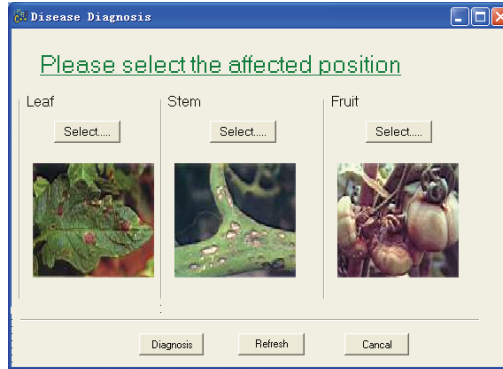 Disease Diagnosis
Please select the affected position
Leaf Stem Fruit
Select.... Select.... Select....
Diagnosis Refresh Cancal